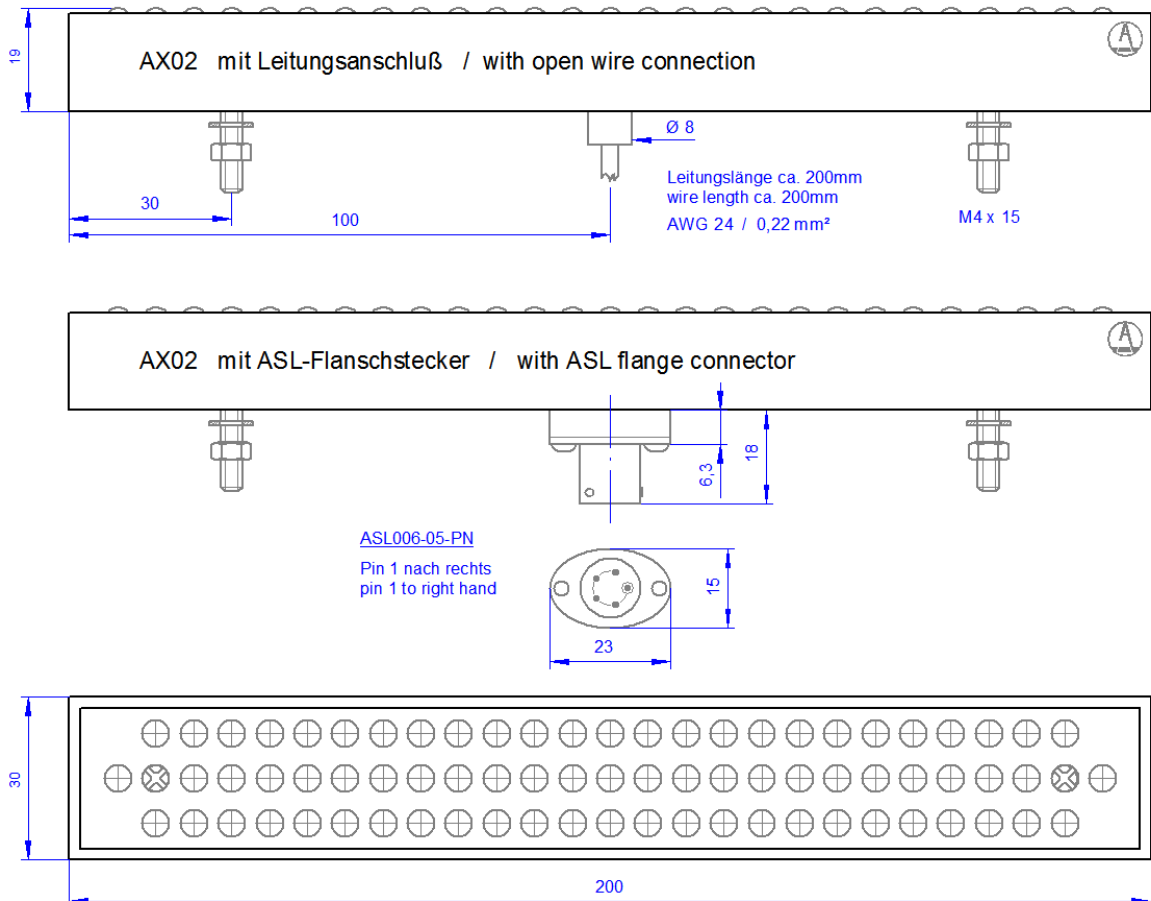 19
AX02 mit Leitungsanschluß / with open wire connection
A
Ø 8
Leitungslänge ca. 200mm
wire length ca. 200mm
AWG 24 / 0,22 mm²
M4 x 15
30
100
AX02 mit ASL-Flanschstecker / with ASL flange connector
A
6,3
18
ASL006-05-PN
Pin 1 nach rechts
pin 1 to right hand
15
23
30
200